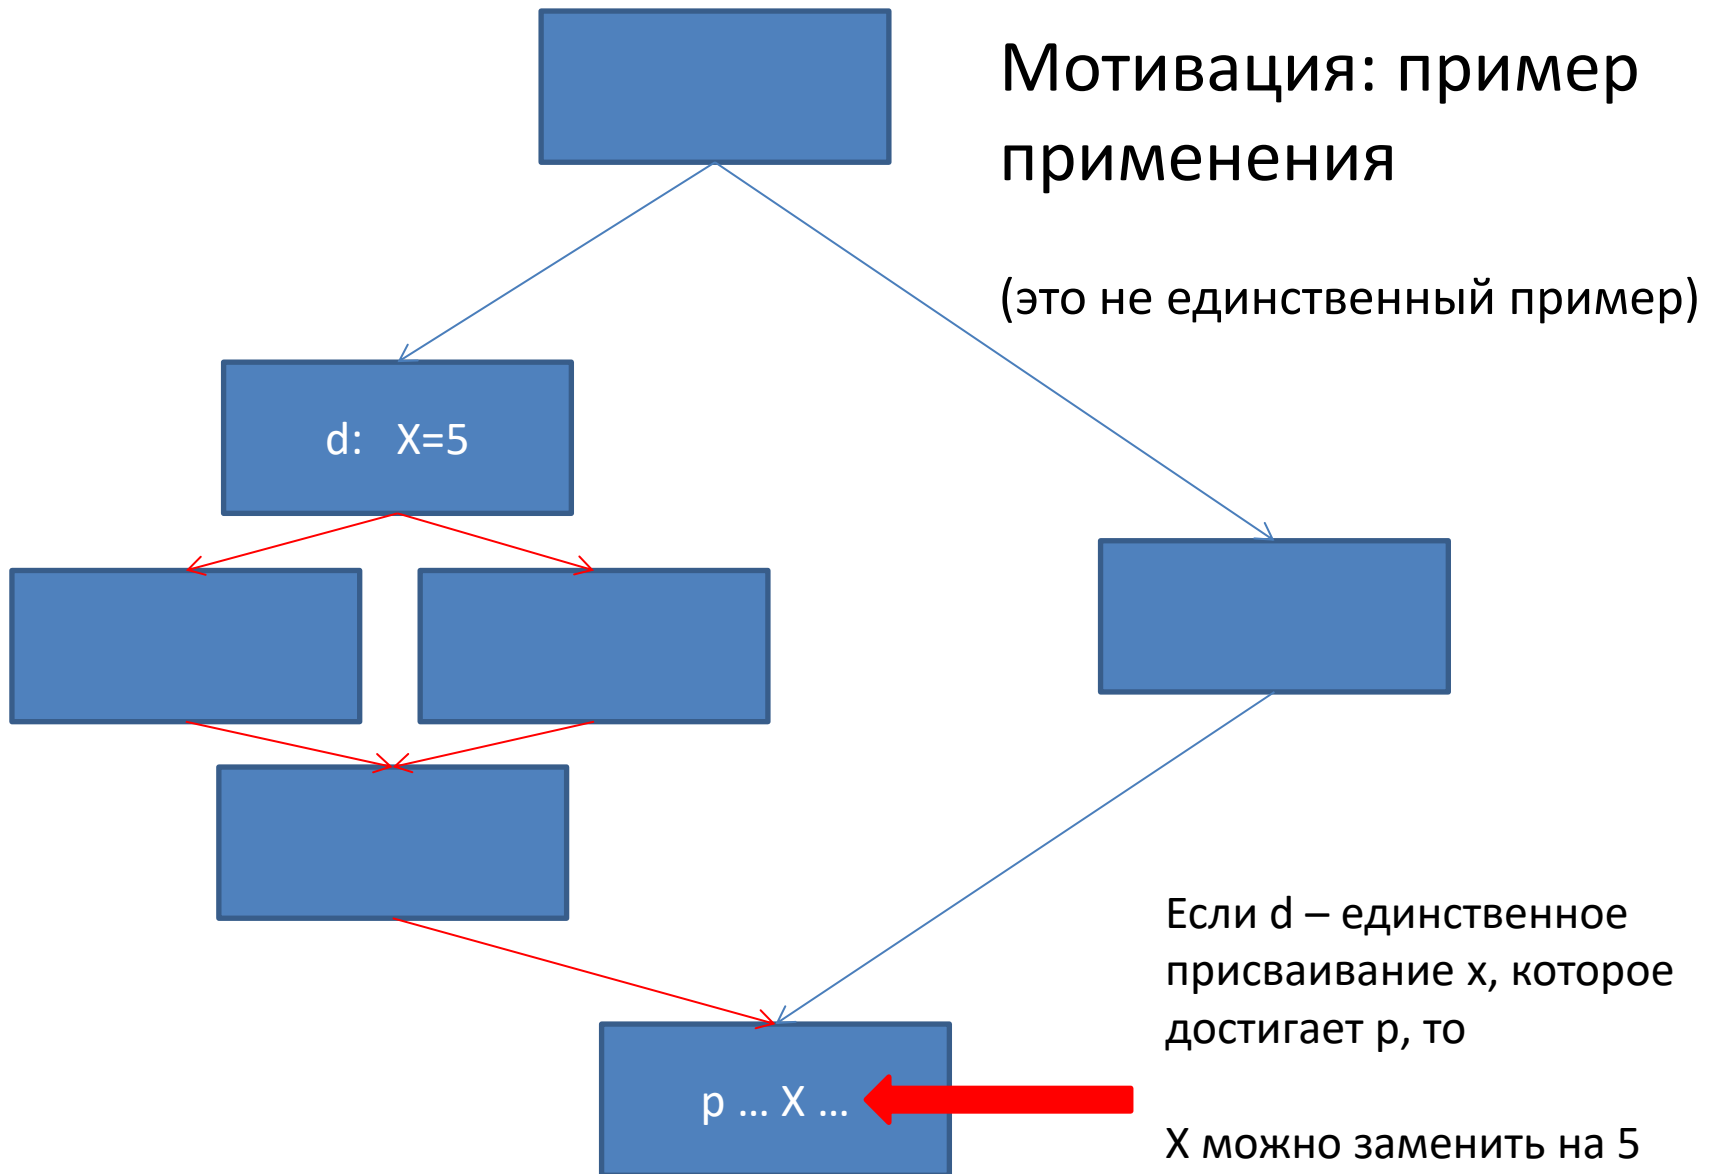 Мотивация: пример
применения
(это не единственный пример)
d: X=5
Если d – единственное
присваивание x, которое
достигает p, то
p ... X ...
X можно заменить на 5